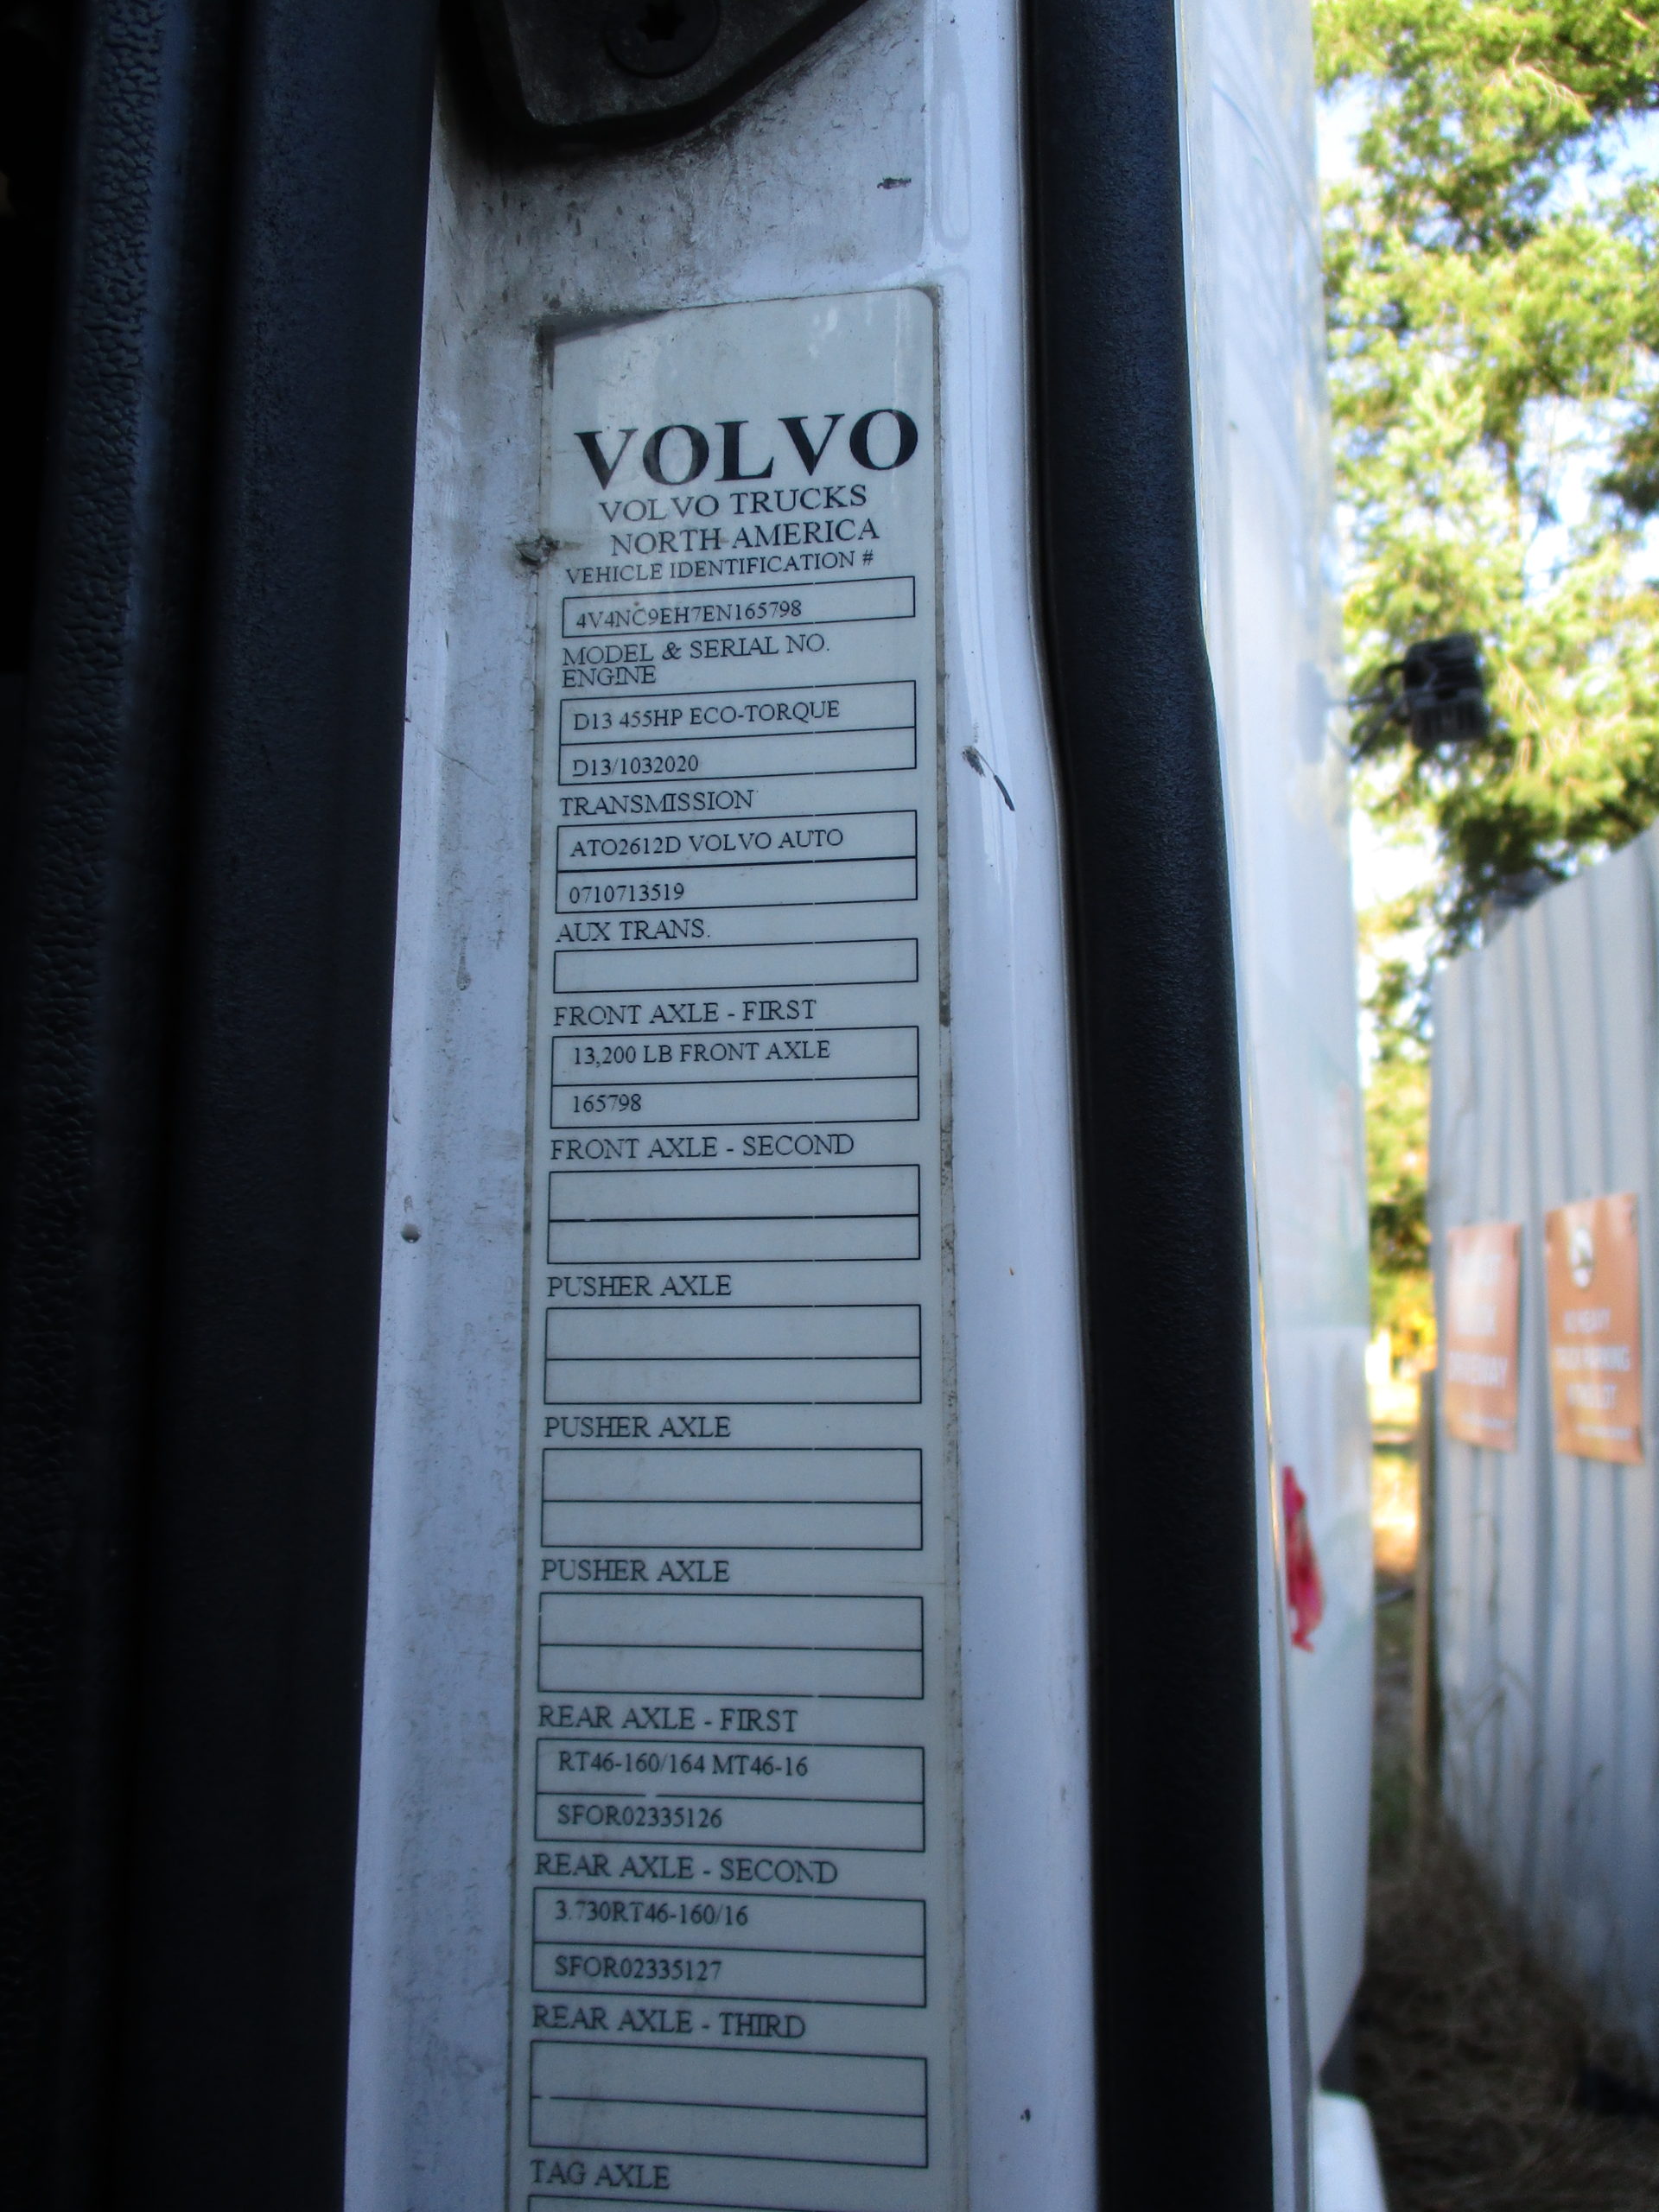 VOLVO
VOLVO TRUCKS
NORTH AMERICA
VEHICLE IDENTIFICATION #
4V4NC9EH7EN165798
MODEL & SERIAL NO.
ENGINE
D13 455HP ECO-TORQUE
D13/1032020
TRANSMISSION
ATO2612D VOLVO AUTO
0710713519
AUX TRANS.
FRONT AXLE - FIRST
13,200 LB FRONT AXLE
165798
FRONT AXLE - SECOND
PUSHER AXLE
PUSHER AXLE
PUSHER AXLE
REAR AXLE - FIRST
RT46-160/164 MT46-16
SFOR02335126
REAR AXLE - SECOND
3.730RT46-160/16
SFOR02335127
REAR AXLE - THIRD
TAG AXLE